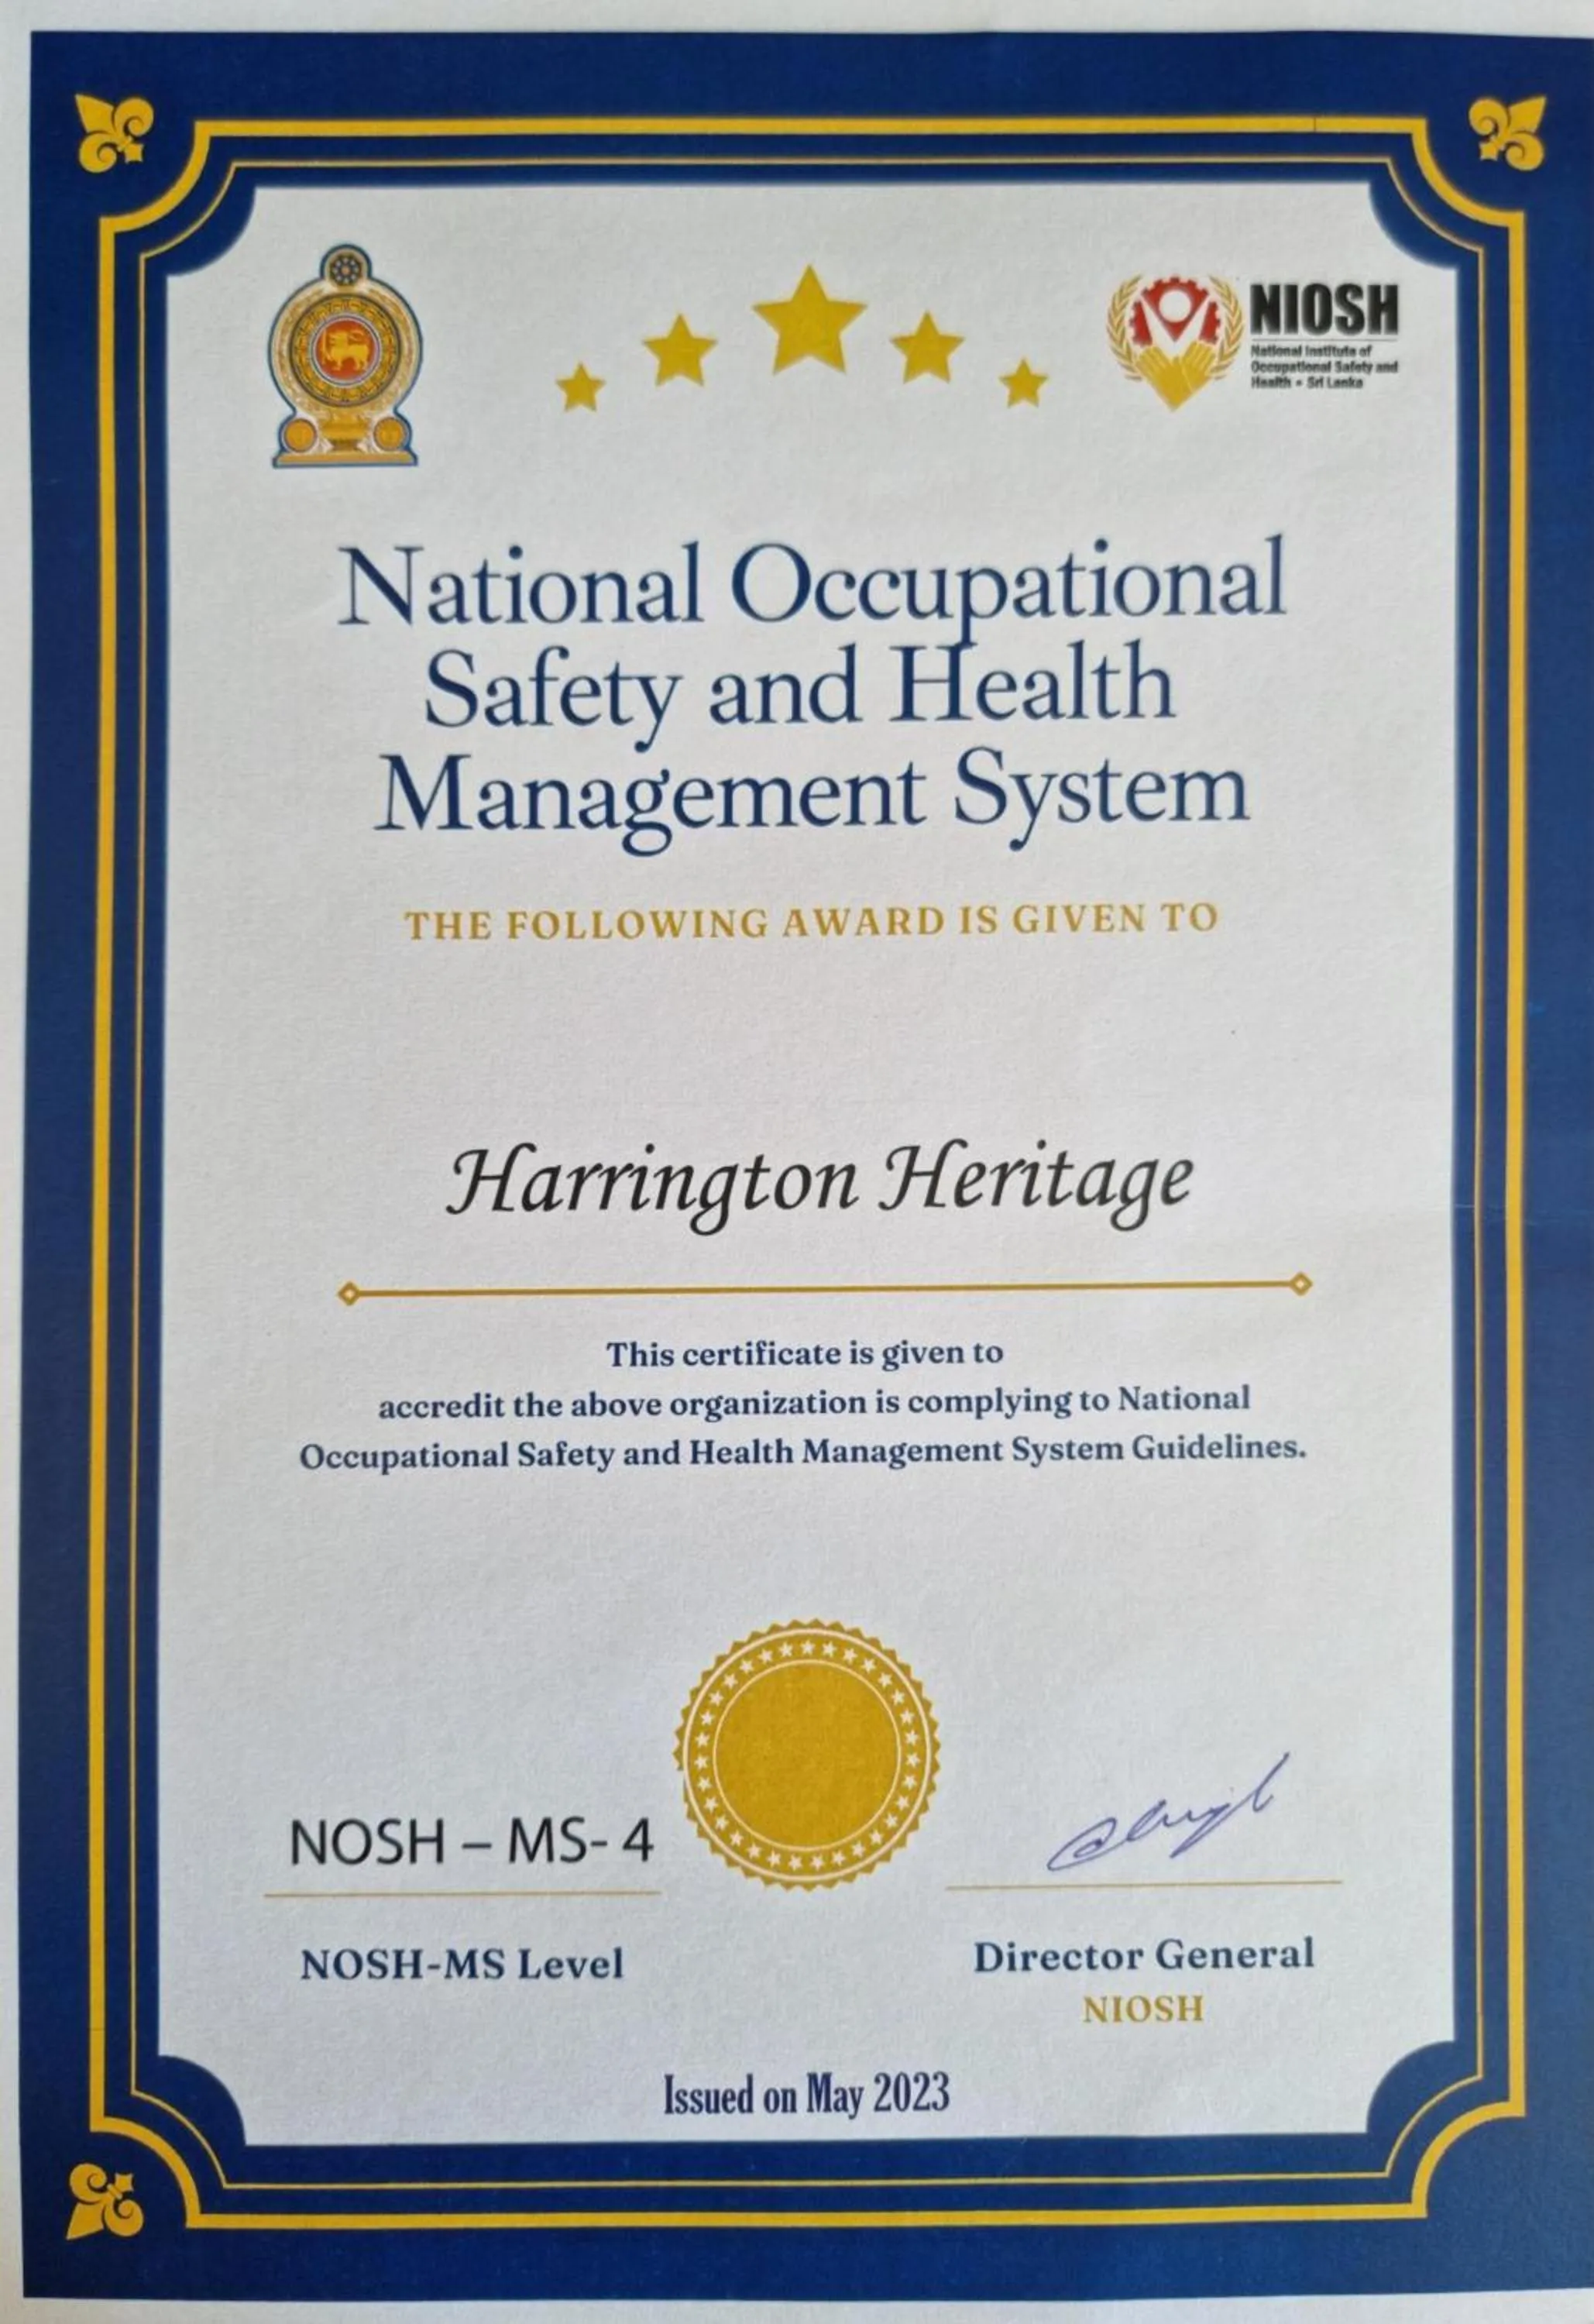 NIOSH
National Institute of
Occupational Safety and
Health - Sri Lanka
National Occupational
Safety and Health
Management System
THE FOLLOWING AWARD IS GIVEN TO
Harrington Heritage
This certificate is given to
accredit the above organization is complying to National
Occupational Safety and Health Management System Guidelines.
NOSH – MS- 4
NOSH-MS Level
Director General
NIOSH
Issued on May 2023